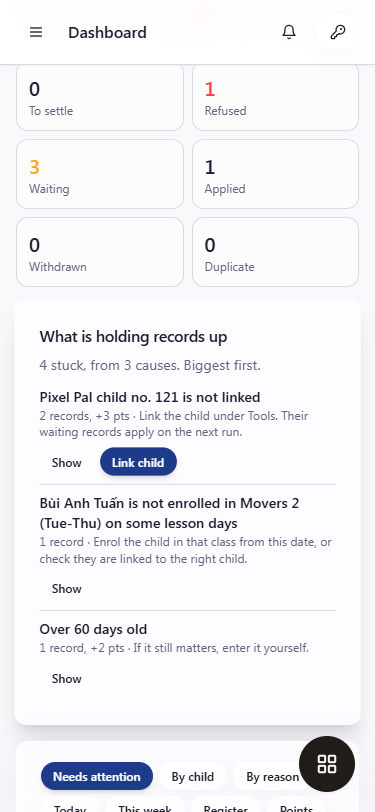 Dashboard
0
To settle
1
Refused
3
Waiting
1
Applied
0
Withdrawn
0
Duplicate
What is holding records up
4 stuck, from 3 causes. Biggest first.
Pixel Pal child no. 121 is not linked
2 records, +3 pts · Link the child under Tools. Their
waiting records apply on the next run.
Show
Link child
Bùi Anh Tuấn is not enrolled in Movers 2
(Tue-Thu) on some lesson days
1 record · Enrol the child in that class from this date, or
check they are linked to the right child.
Show
Over 60 days old
1 record, +2 pts · If it still matters, enter it yourself.
Show
Needs attention
By child
By reason
Today
This week
Register
Points